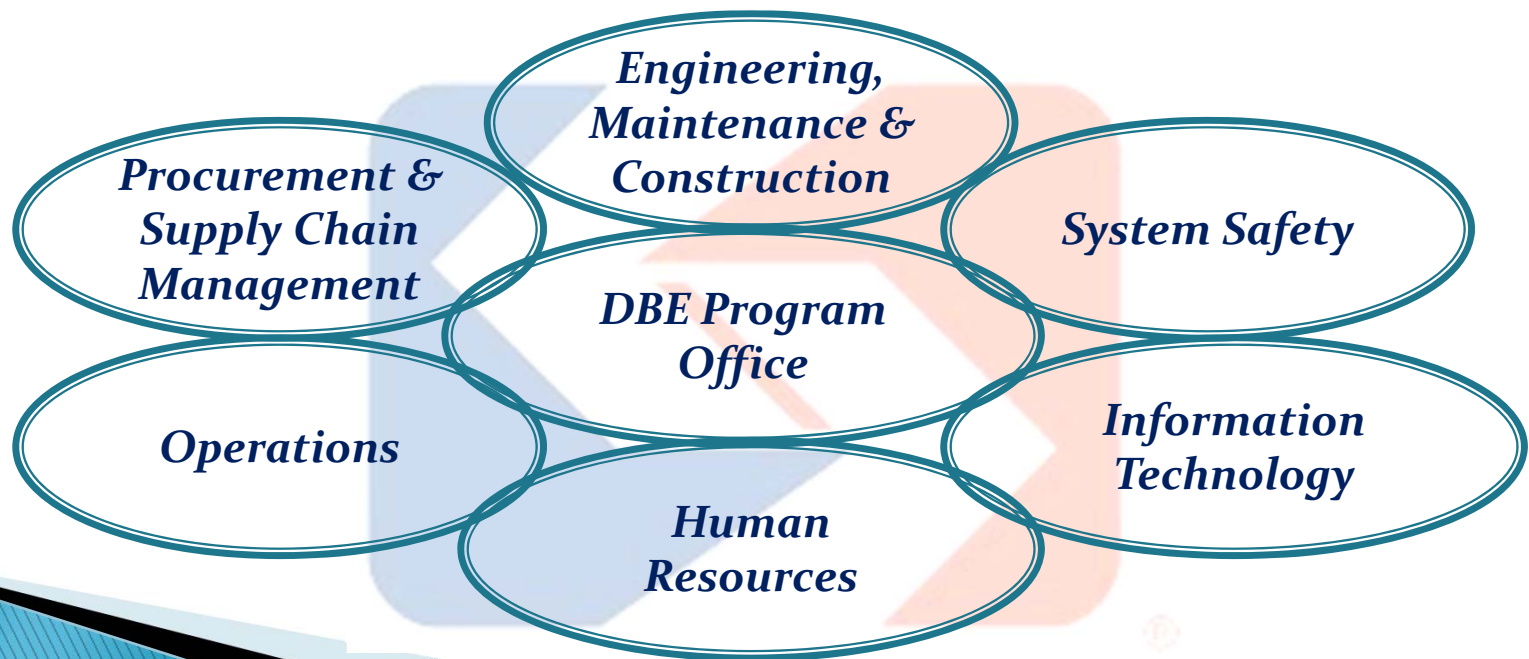 Engineering,
Maintenance &
Construction
Procurement &
Supply Chain
Management
System Safety
DBE Program
Office
Operations
Information
Technology
Human
Resources